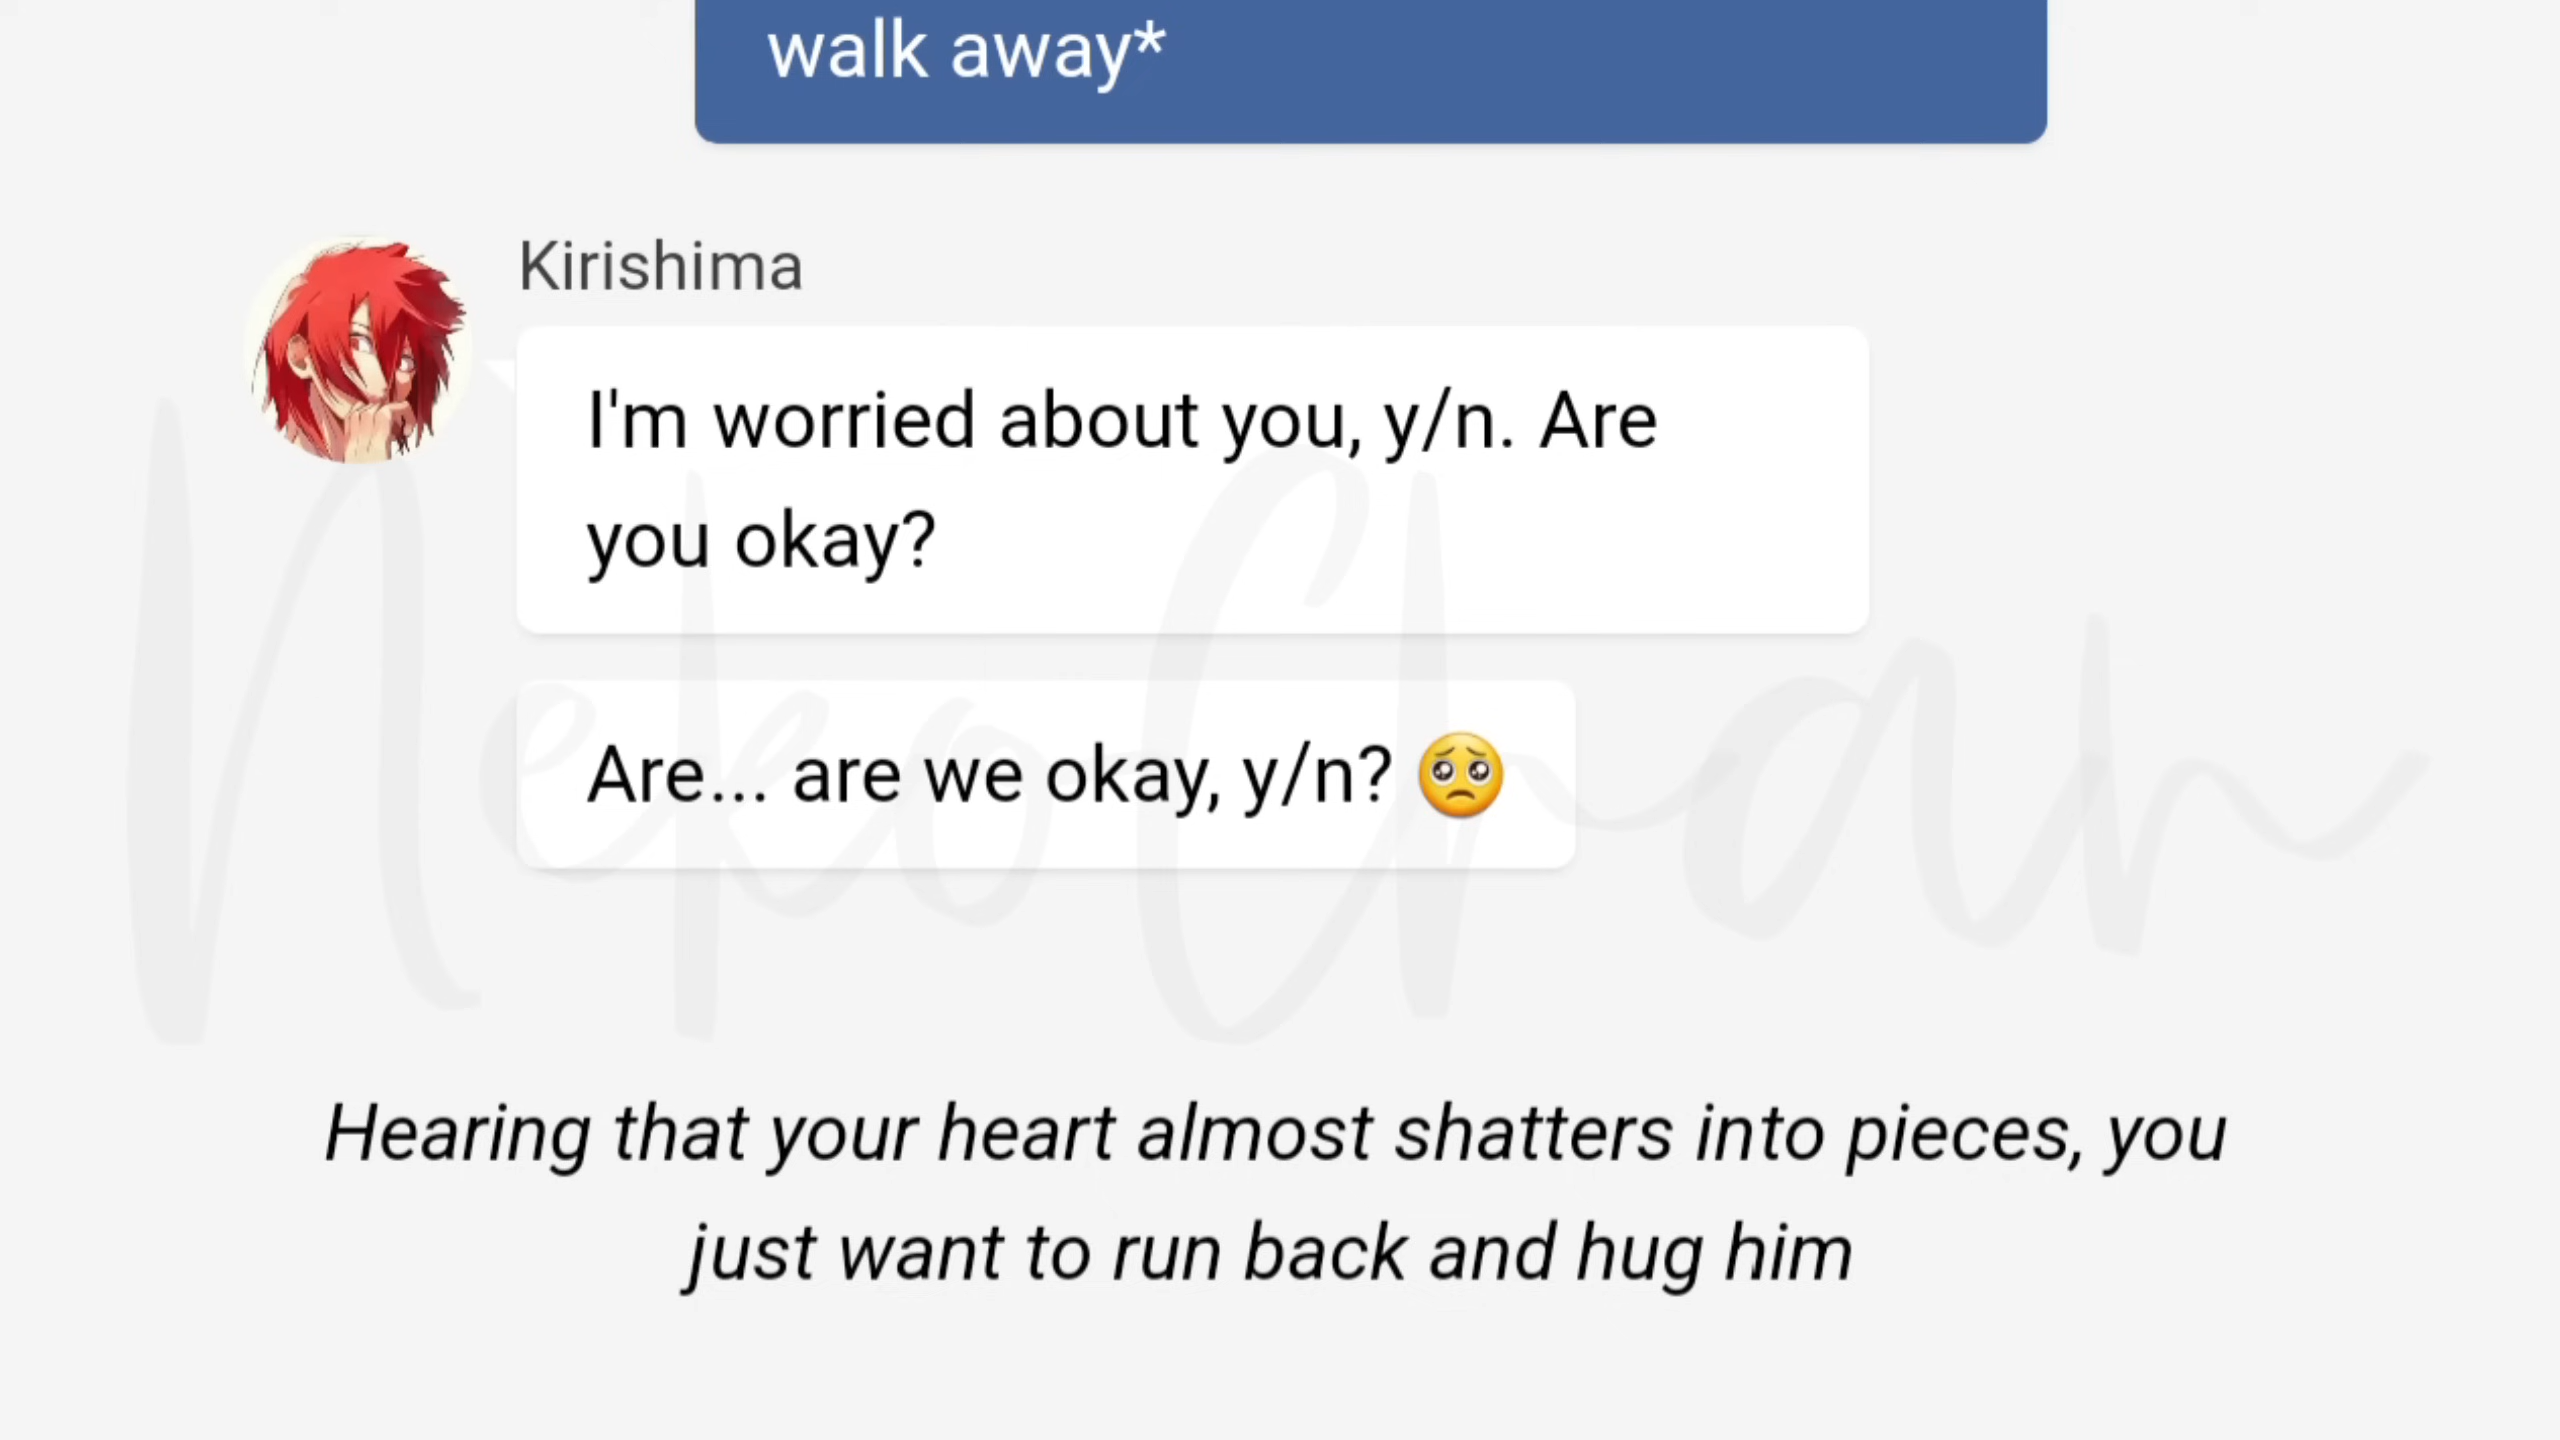 walk away*
Kirishima
I'm worried about you, y/n. Are
you okay?
Are... are we okay, y/n? 🥺
NekoChan
Hearing that your heart almost shatters into pieces, you
just want to run back and hug him